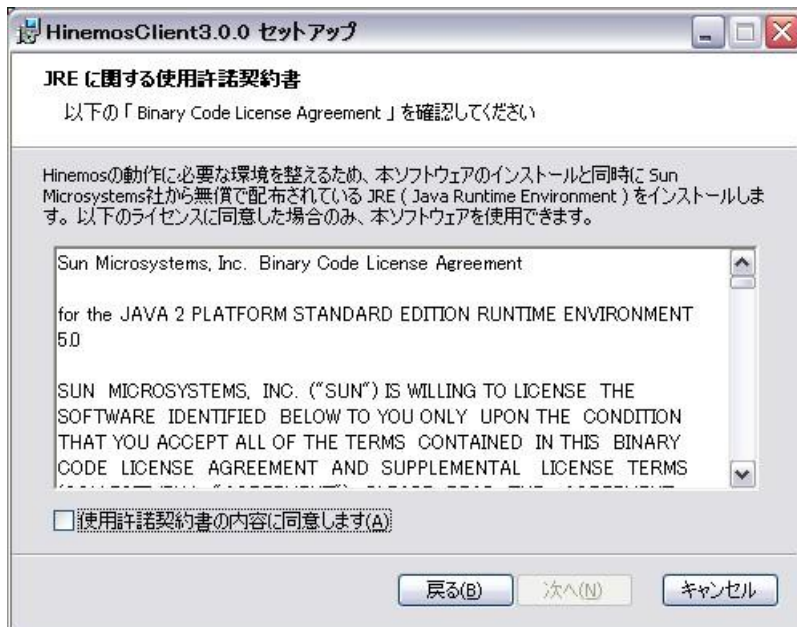 HinemosClient3.0.0 セットアップ
JRE に関する使用許諾契約書
以下の「 Binary Code License Agreement 」を確認してください
Hinemosの動作に必要な環境を整えるため、本ソフトウェアのインストールと同時に Sun
Microsystems社から無償で配布されている JRE ( Java Runtime Environment ) をインストールしま
す。以下のライセンスに同意した場合のみ、本ソフトウェアを使用できます。
Sun Microsystems, Inc. Binary Code License Agreement
for the JAVA 2 PLATFORM STANDARD EDITION RUNTIME ENVIRONMENT
5.0
SUN MICROSYSTEMS, INC. ("SUN") IS WILLING TO LICENSE THE
SOFTWARE IDENTIFIED BELOW TO YOU ONLY UPON THE CONDITION
THAT YOU ACCEPT ALL OF THE TERMS CONTAINED IN THIS BINARY
CODE LICENSE AGREEMENT AND SUPPLEMENTAL LICENSE TERMS
使用許諾契約書の内容に同意します(A)
戻る(B)
次へ(N)
キャンセル